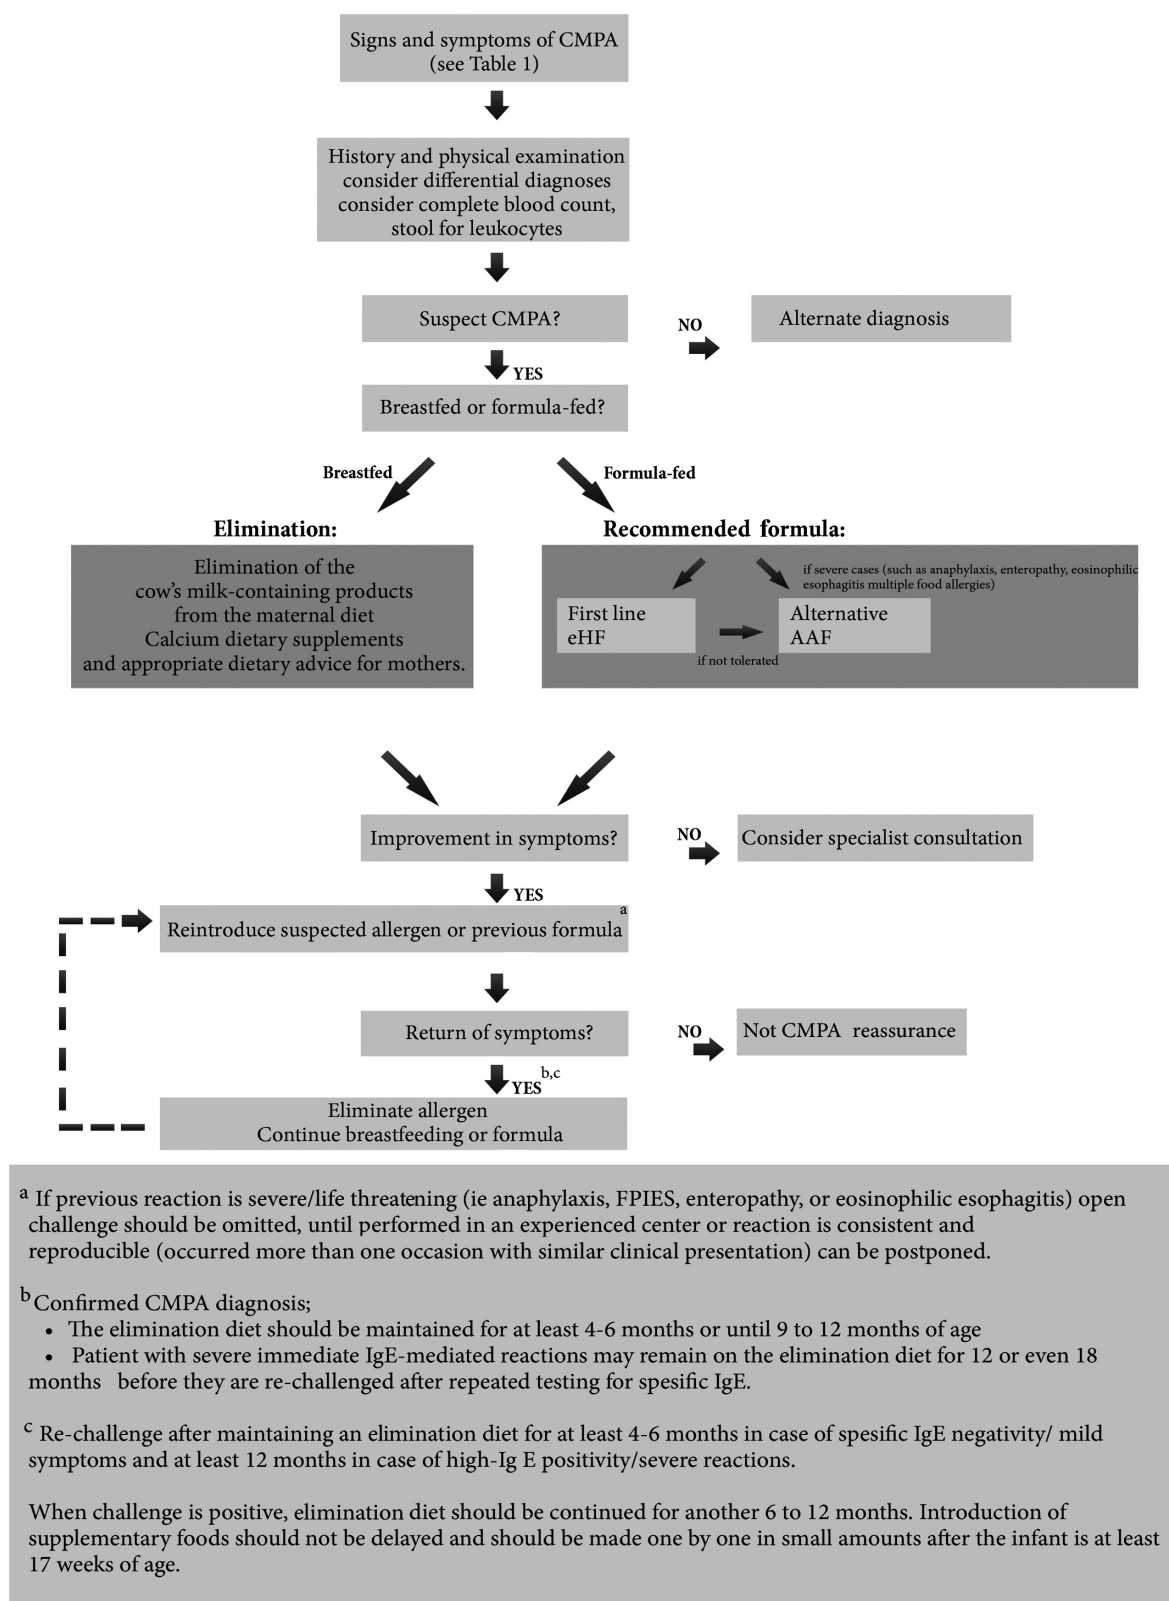 Signs and symptoms of CMPA
(see Table 1)
History and physical examination
consider differential diagnoses
consider complete blood count,
stool for leukocytes
Suspect CMPA?
NO
Alternate diagnosis
YES
Breastfed or formula-fed?
Breastfed
Formula-fed
Elimination:
Elimination of the
cow's milk-containing products
from the maternal diet
Calcium dietary supplements
and appropriate dietary advice for mothers.
Recommended formula:
if severe cases (such as anaphylaxis, enteropathy, eosinophilic
esophagitis multiple food allergies)
First line
eHF
if not tolerated
Alternative
AAF
Improvement in symptoms?
NO
Consider specialist consultation
YES
Reintroduce suspected allergen or previous formula a
Return of symptoms?
NO
Not CMPA reassurance
YES b,c
Eliminate allergen
Continue breastfeeding or formula
a If previous reaction is severe/life threatening (ie anaphylaxis, FPIES, enteropathy, or eosinophilic esophagitis) open
challenge should be omitted, until performed in an experienced center or reaction is consistent and
reproducible (occurred more than one occasion with similar clinical presentation) can be postponed.
b Confirmed CMPA diagnosis;
• The elimination diet should be maintained for at least 4-6 months or until 9 to 12 months of age
• Patient with severe immediate IgE-mediated reactions may remain on the elimination diet for 12 or even 18
months before they are re-challenged after repeated testing for spesific IgE.
c Re-challenge after maintaining an elimination diet for at least 4-6 months in case of spesific IgE negativity/ mild
symptoms and at least 12 months in case of high-Ig E positivity/severe reactions.
When challenge is positive, elimination diet should be continued for another 6 to 12 months. Introduction of
supplementary foods should not be delayed and should be made one by one in small amounts after the infant is at least
17 weeks of age.